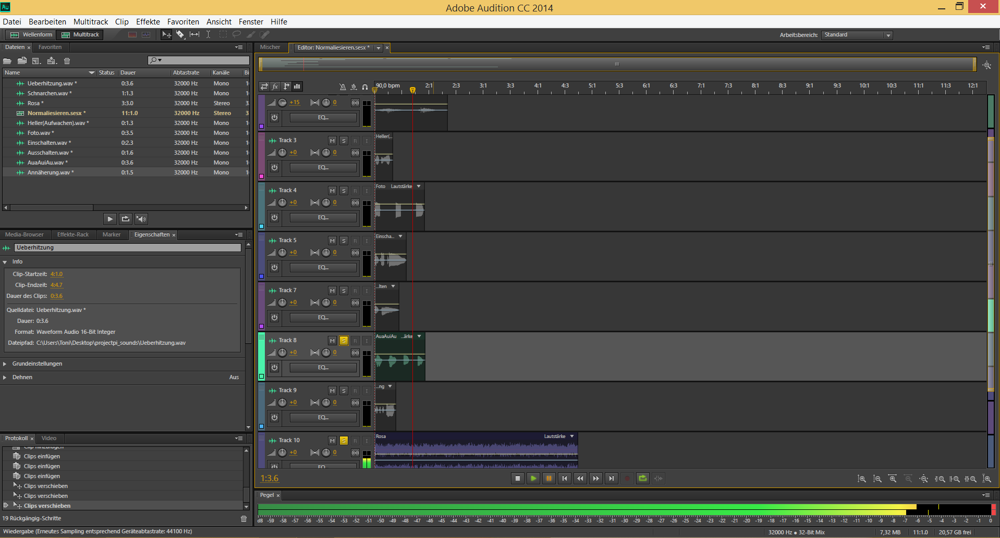 Au
Adobe Audition CC 2014
Datei Bearbeiten Multitrack Clip Effekte Favoriten Ansicht Fenster Hilfe
Wellenform Multitrack
Arbeitsbereich: Standard
Dateien Favoriten
Name Status Dauer Abtastrate Kanäle Bi
Ueberhitzung.wav * 0:3.6 32000 Hz Mono 1
Schnarchen.wav * 1:1.3 32000 Hz Mono 1
Rosa * 3:3.0 32000 Hz Stereo 3
Normaliesieren.sesx * 11:1.0 32000 Hz Stereo 3
Heller(Aufwachen).wav * 0:1.3 32000 Hz Mono 1
Foto.wav * 0:3.5 32000 Hz Mono 1
Einschalten.wav * 0:2.3 32000 Hz Mono 1
Ausschalten.wav * 0:1.6 32000 Hz Mono 1
AuaAuiAu.wav * 0:3.6 32000 Hz Mono 1
Annäherung.wav * 0:1.5 32000 Hz Mono 1
Media-Browser Effekte-Rack Marker Eigenschaften
Ueberhitzung
Info
Clip-Startzeit: 4:1.0
Clip-Endzeit: 4:4.7
Dauer des Clips: 0:3.6
Quelldatei: Ueberhitzung.wav *
Dauer: 0:3.6
Format: Waveform Audio 16-Bit Integer
Dateipfad: C:\Users\Toni\Desktop\projectpi_sounds\Ueberhitzung.wav
Grundeinstellungen
Dehnen Aus
Protokoll Video
Clip hinzufügen
Clips einfügen
Clips einfügen
Clips einfügen
Clips verschieben
Clips verschieben
Clips verschieben
19 Rückgängig-Schritte
Mischer Editor: Normaliesieren.sesx *
fx 90,0 bpm 2:1 2:3 3:1 3:3 4:1 4:3 5:1 5:3 6:1 6:3 7:1 7:3 8:1 8:3 9:1 9:3 10:1 10:3 11:1 11:3 12:1
+15 0
EQ...
Track 3 M S R I Heller(...
+0 0
EQ...
Track 4 M S R I Foto Lautstärke
+0 0
EQ...
Track 5 M S R I Einscha...
+0 0
EQ...
Track 7 M S R I ...lten
+0 0
EQ...
Track 8 M S R I AuaAuiAu ...ärke
+0 0
EQ...
Track 9 M S R I ...ng
+0 0
EQ...
Track 10 M S R I Rosa Lautstärke
+0 0
EQ...
1:3.6
Pegel
dB -59 -58 -57 -56 -55 -54 -53 -52 -51 -50 -49 -48 -47 -46 -45 -44 -43 -42 -41 -40 -39 -38 -37 -36 -35 -34 -33 -32 -31 -30 -29 -28 -27 -26 -25 -24 -23 -22 -21 -20 -19 -18 -17 -16 -15 -14 -13 -12 -11 -10 -9 -8 -7 -6 -5 -4 -3 -2 -1 0
Wiedergabe (Erneutes Sampling entsprechend Geräteabtastrate: 44100 Hz) 32000 Hz ● 32-Bit Mix 7,32 MB 11:1.0 20,57 GB frei